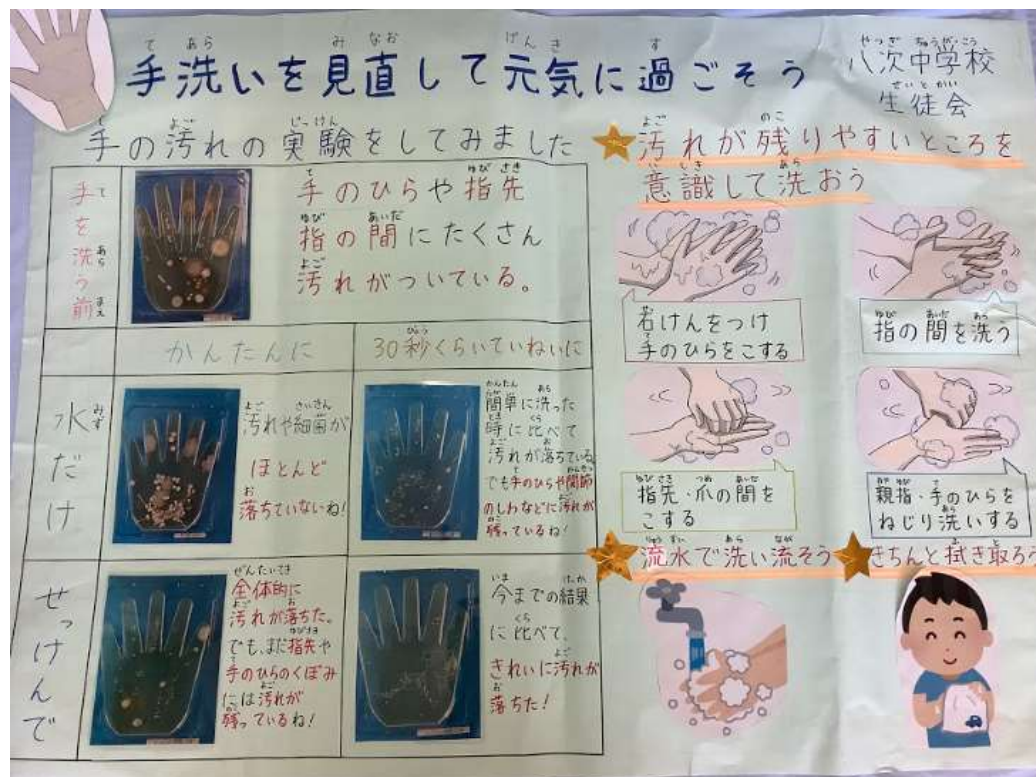 手洗いを見直して元気に過ごそう
八次中学校
生徒会
手の汚れの実験をしてみました
手を洗う前
手のひらや指先
指の間にたくさん
汚れがついている。
かんたんに
30秒くらいていねいに
水だけ
汚れや細菌が
ほとんど
落ちていないね!
簡単に洗った
時に比べて
汚れが落ちている。
でも手のひらや関節
のしわなどに汚れが
残っているね!
せっけんで
全体的に
汚れが落ちた。
でも、まだ指先や
手のひらのくぼみ
には汚れが
残っているね!
今までの結果
に比べて、
きれいに汚れが
落ちた!
汚れが残りやすいところを
意識して洗おう
石けんをつけ
手のひらをこする
指の間を洗う
指先・爪の間を
こする
親指・手のひらを
ねじり洗いする
流水で洗い流そう
きちんと拭き取ろう